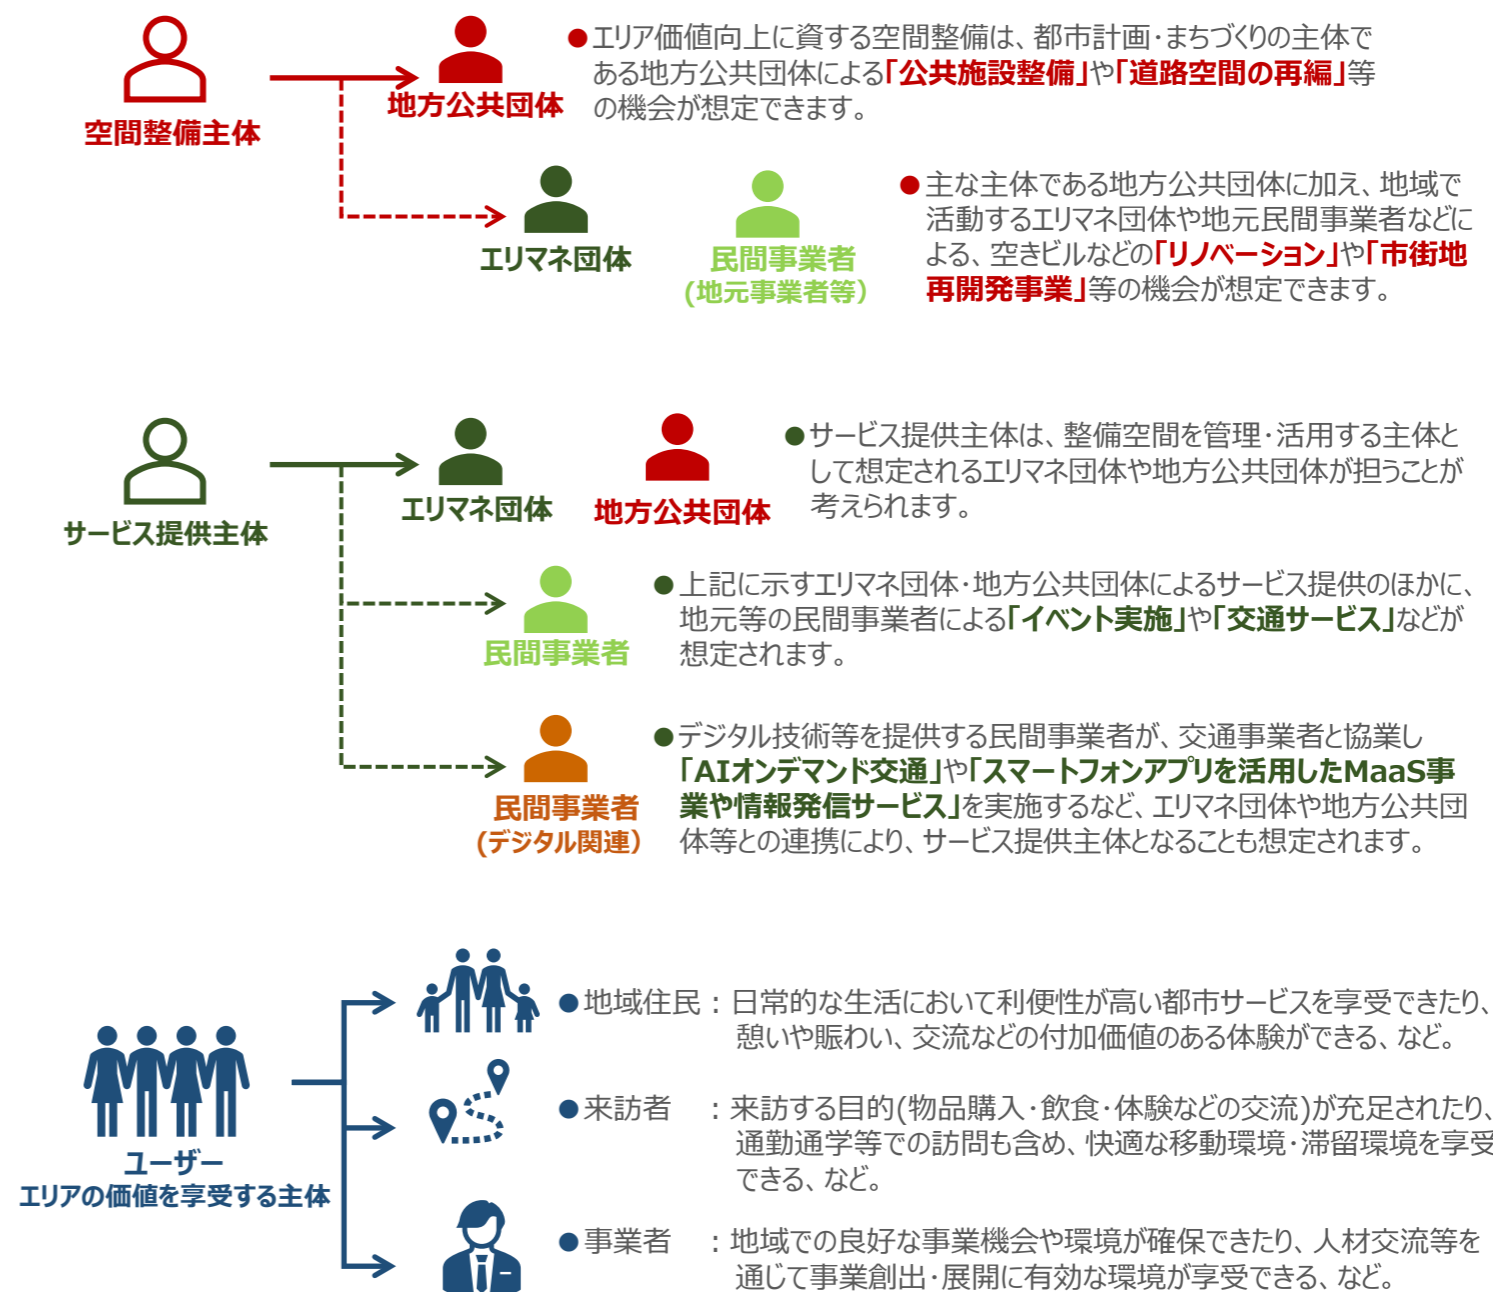 ●エリア価値向上に資する空間整備は、都市計画・まちづくりの主体で
ある地方公共団体による「公共施設整備」や「道路空間の再編」等
の機会が想定できます。
地方公共団体
空間整備主体
●主な主体である地方公共団体に加え、地域で
活動するエリマネ団体や地元民間事業者などに
よる、空きビルなどの「リノベーション」や「市街地
再開発事業」等の機会が想定できます。
エリマネ団体
民間事業者
(地元事業者等）
●サービス提供主体は、整備空間を管理・活用する主体と
して想定されるエリマネ団体や地方公共団体が担うことが
考えられます。
エリマネ団体
地方公共団体
サービス提供主体
●上記に示すエリマネ団体・地方公共団体によるサービス提供のほかに、
地元等の民間事業者による「イベント実施」や「交通サービス」などが
想定されます。
民間事業者
●デジタル技術等を提供する民間事業者が、交通事業者と協業し
「AIオンデマンド交通」や「スマートフォンアプリを活用したMaaS事
業や情報発信サービス」を実施するなど、エリマネ団体や地方公共団
体等との連携により、サービス提供主体となることも想定されます。
民間事業者
(デジタル関連）
●地域住民：日常的な生活において利便性が高い都市サービスを享受できたり、
憩いや賑わい、交流などの付加価値のある体験ができる、など。
●来訪者　：来訪する目的(物品購入・飲食・体験などの交流)が充足されたり、
通勤通学等での訪問も含め、快適な移動環境・滞留環境を享受
できる、など。
ユーザー
エリアの価値を享受する主体
●事業者　：地域での良好な事業機会や環境が確保できたり、人材交流等を
通じて事業創出・展開に有効な環境が享受できる、など。